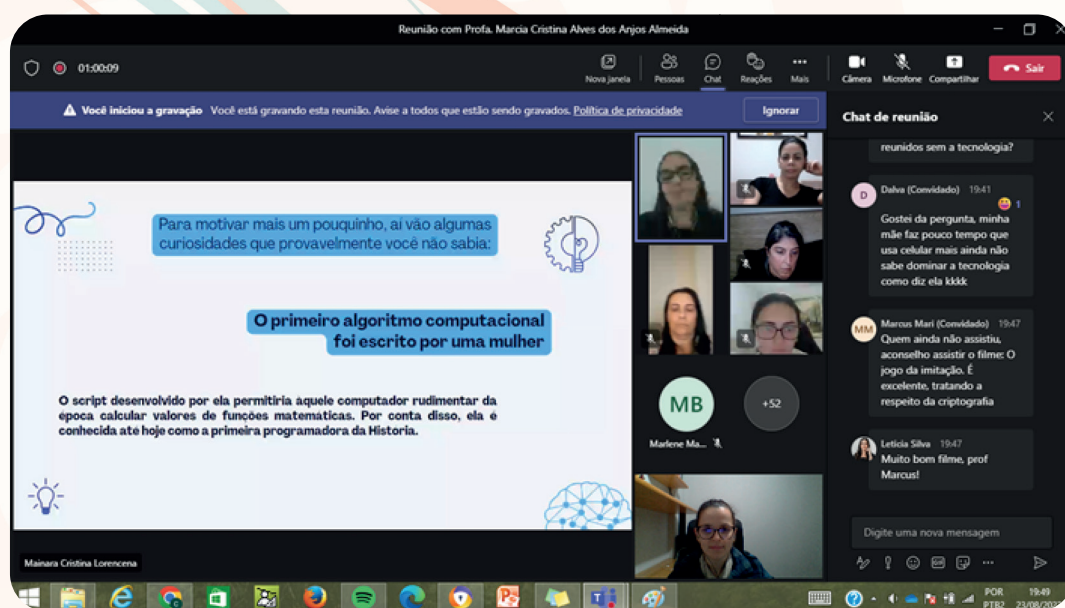 Reunião com Profa. Marcia Cristina Alves dos Anjos Almeida
01:00:09
Nova janela
Pessoas
Chat
Reações
Mais
Câmera
Microfone
Compartilhar
Sair
Você iniciou a gravação Você está gravando esta reunião. Avise a todos que estão sendo gravados. Política de privacidade
Ignorar
Para motivar mais um pouquinho, aí vão algumas
curiosidades que provavelmente você não sabia:
O primeiro algoritmo computacional
foi escrito por uma mulher
O script desenvolvido por ela permitiria àquele computador rudimentar da
época calcular valores de funções matemáticas. Por conta disso, ela é
conhecida até hoje como a primeira programadora da Historia.
Mainara Cristina Lorencena
MB
Marlene Ma...
+52
Chat de reunião
reunidos sem a tecnologia?
D
Dalva (Convidado) 19:41
1
Gostei da pergunta, minha
mãe faz pouco tempo que
usa celular mais ainda não
sabe dominar a tecnologia
como diz ela kkkk
MM
Marcus Mari (Convidado) 19:47
Quem ainda não assistiu,
aconselho assistir o filme: O
jogo da imitação. É
excelente, tratando a
respeito da criptografia
Leticia Silva 19:47
Muito bom filme, prof
Marcus!
Digite uma nova mensagem
POR
PTB2
19:49